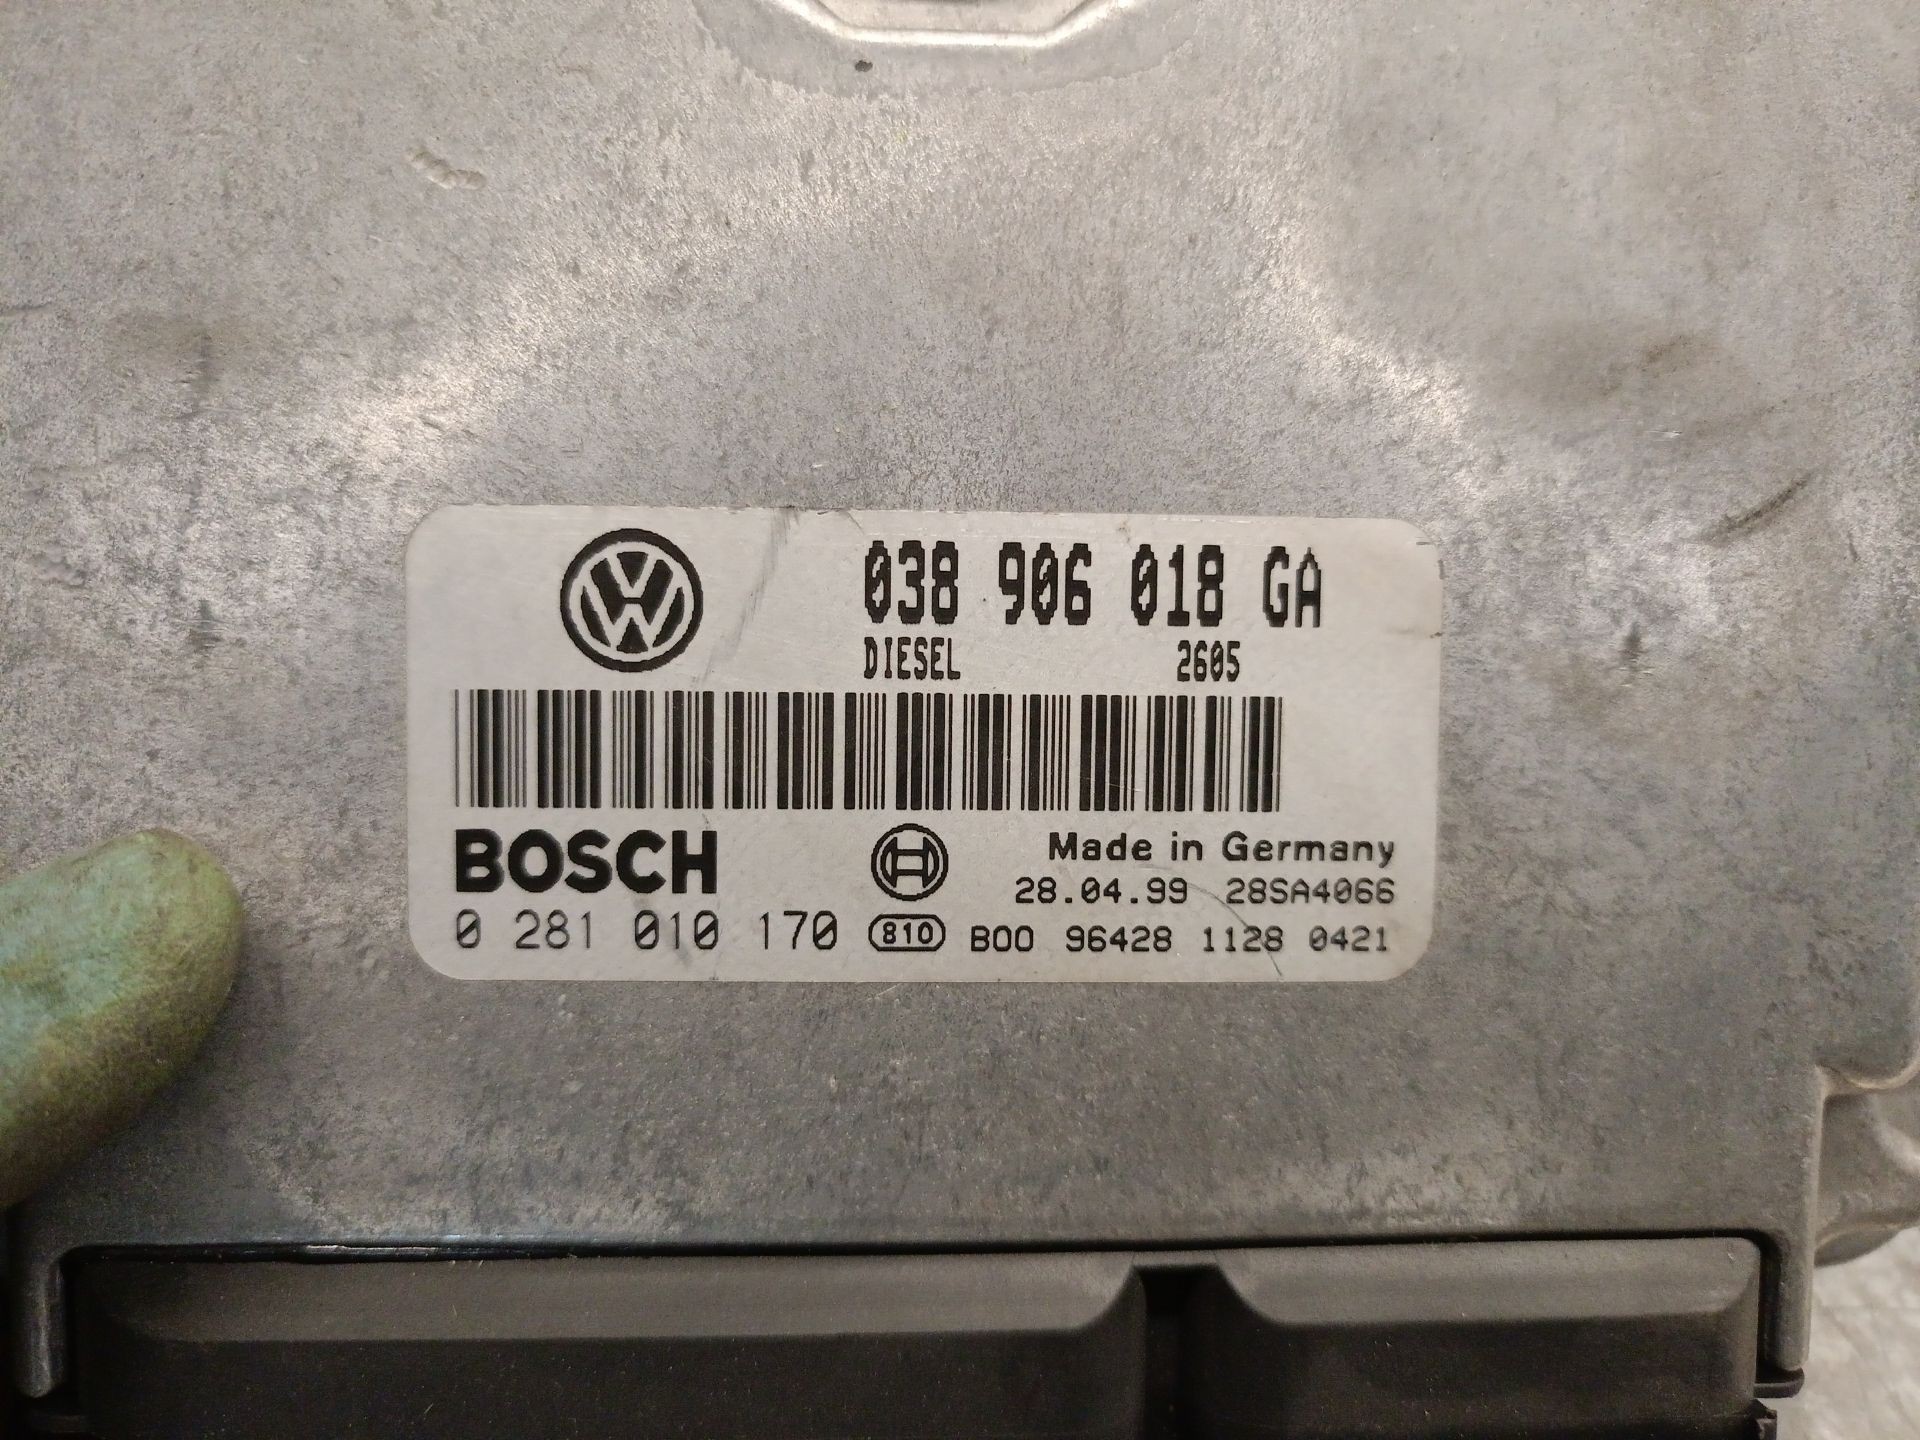 038 906 018 GA
DIESEL 2605
BOSCH
Made in Germany
28.04.99 28SA4066
0 281 010 170 810 B00 96428 1128 0421